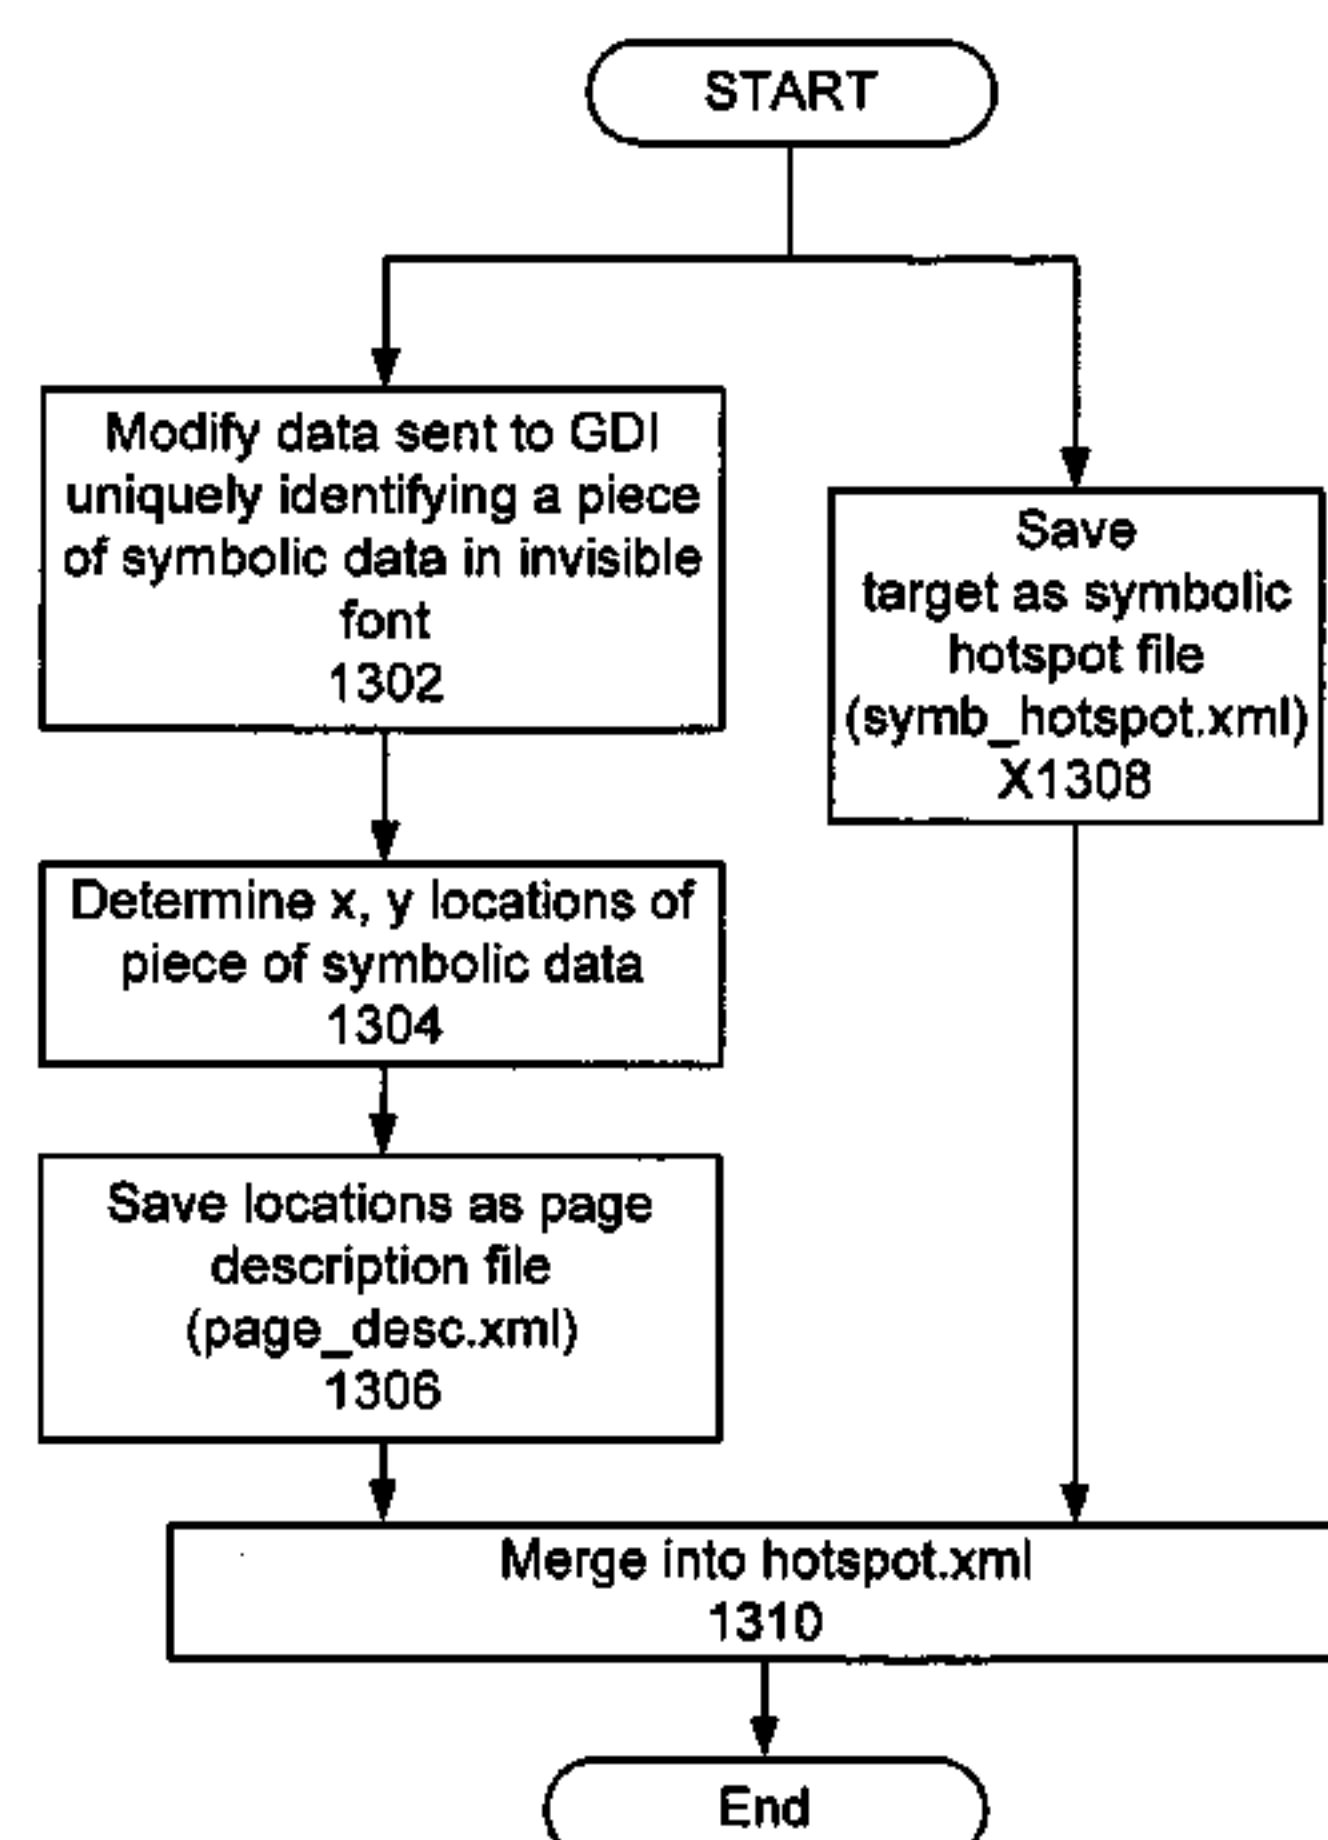 START
Modify data sent to GDI
uniquely identifying a piece
of symbolic data in invisible
font
1302
Save
target as symbolic
hotspot file
(symb_hotspot.xml)
X1308
Determine x, y locations of
piece of symbolic data
1304
Save locations as page
description file
(page_desc.xml)
1306
Merge into hotspot.xml
1310
End